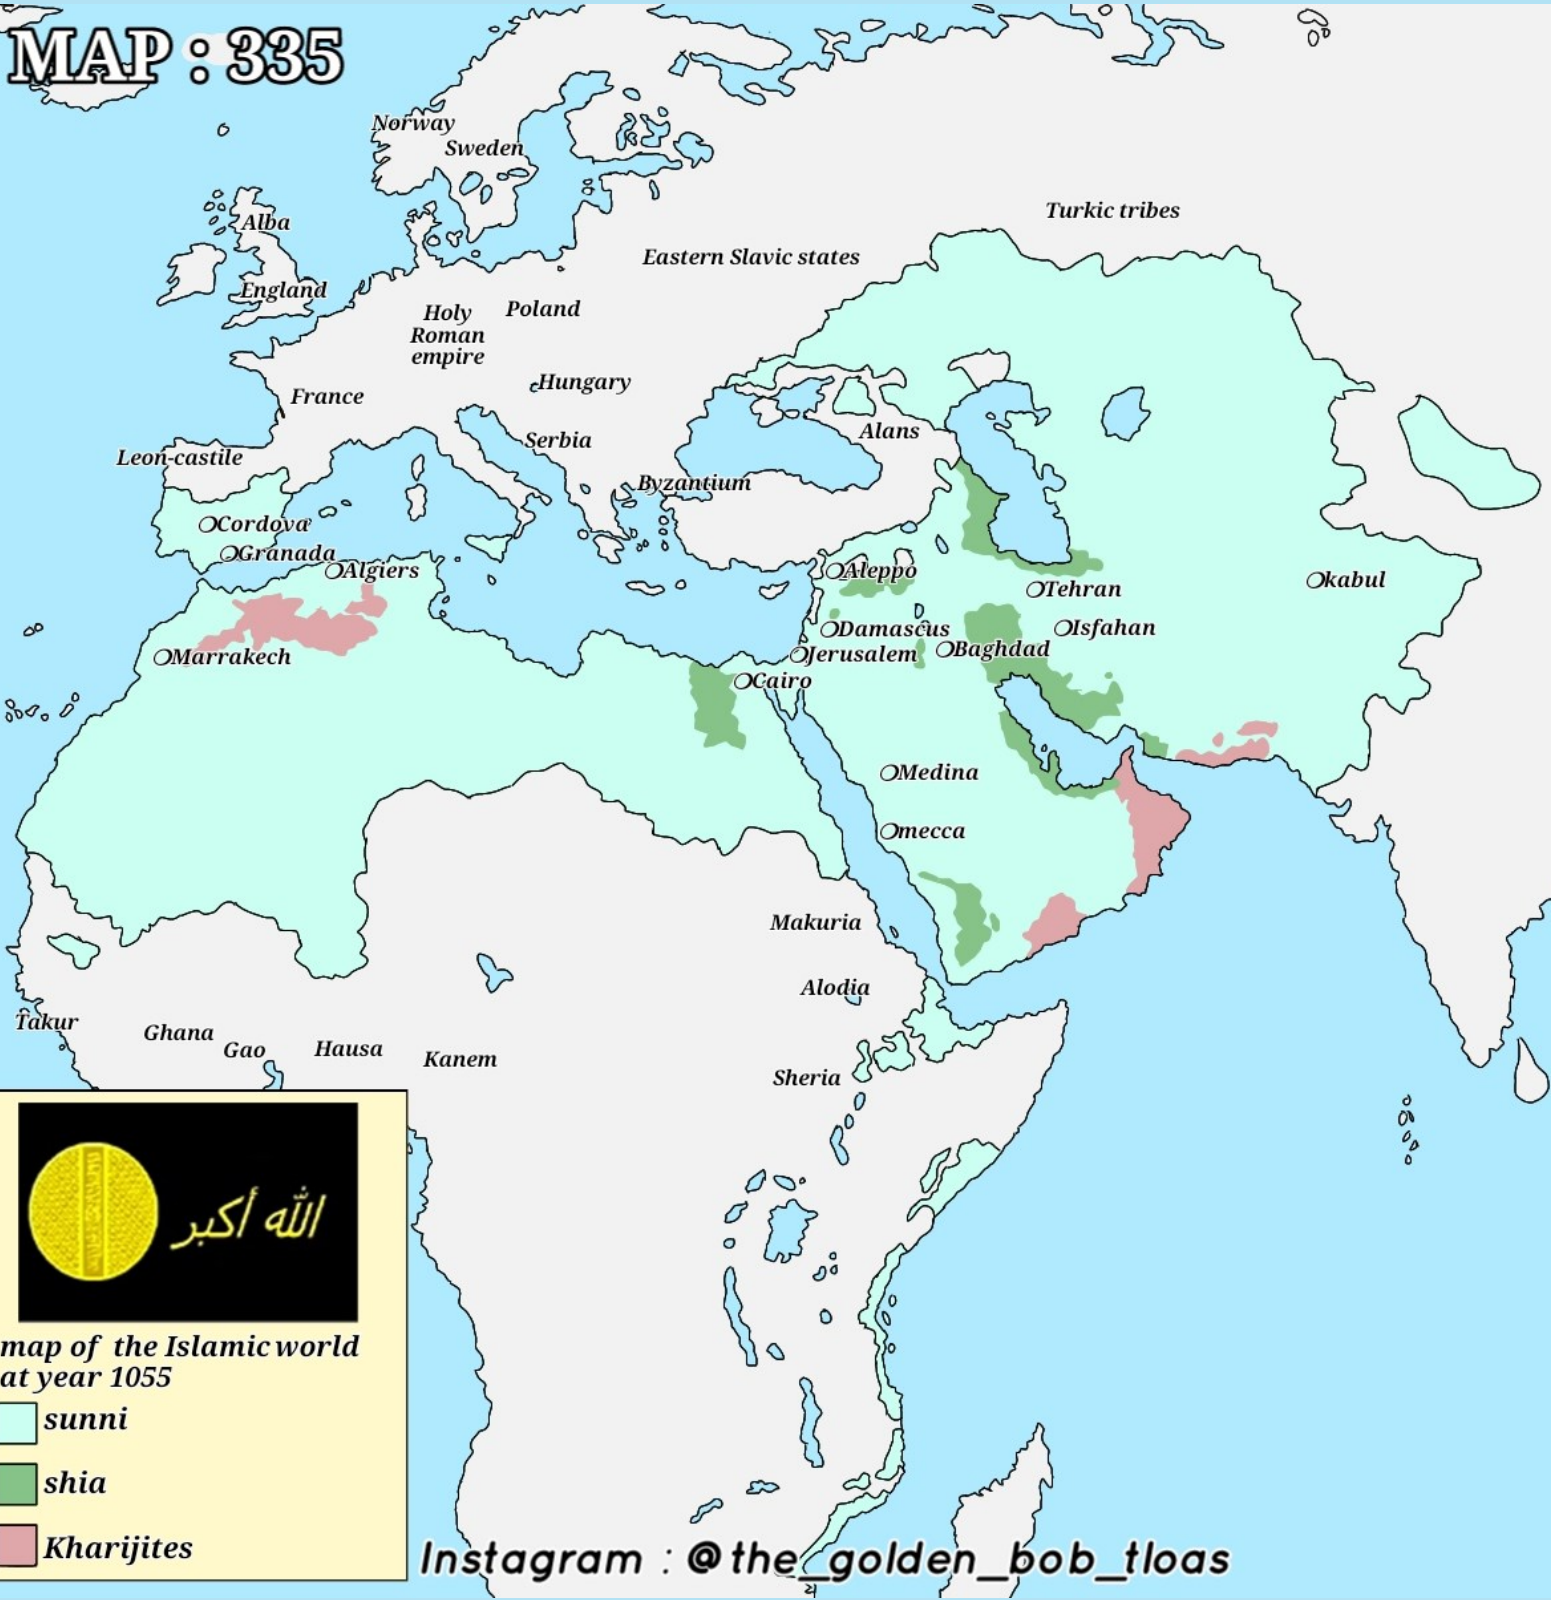 MAP : 335
Norway
Sweden
Alba
Turkic tribes
Eastern Slavic states
England
Holy
Roman
empire
Poland
Hungary
France
Alans
Serbia
Leon-castile
Byzantium
Cordova
Granada
Algiers
Aleppo
Tehran
kabul
Damascus
Isfahan
Marrakech
Jerusalem
Baghdad
Cairo
Medina
mecca
Makuria
Alodia
Takur
Ghana
Gao
Hausa
Kanem
Sheria
الله أكبر
map of the Islamic world
at year 1055
sunni
shia
Kharijites
Instagram : @the_golden_bob_tloas